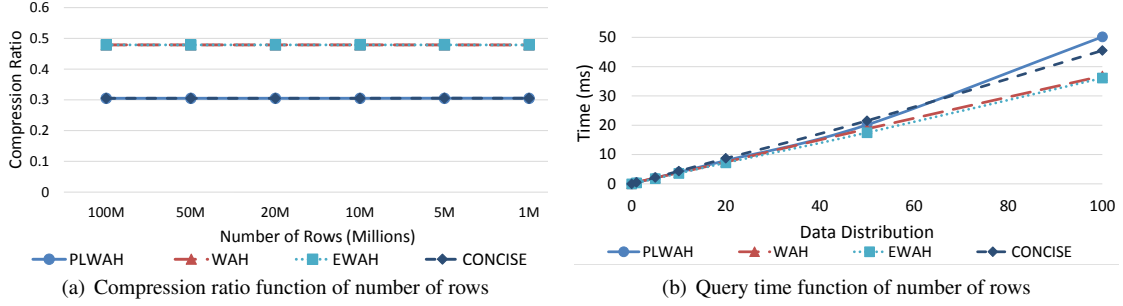 0.6
0.5
0.4
0.3
0.2
0.1
0
Compression Ratio
100M 50M 20M 10M 5M 1M
Number of Rows (Millions)
PLWAH WAH EWAH CONCISE
(a) Compression ratio function of number of rows
50
40
30
20
10
0
Time (ms)
0 20 40 60 80 100
Data Distribution
PLWAH WAH EWAH CONCISE
(b) Query time function of number of rows